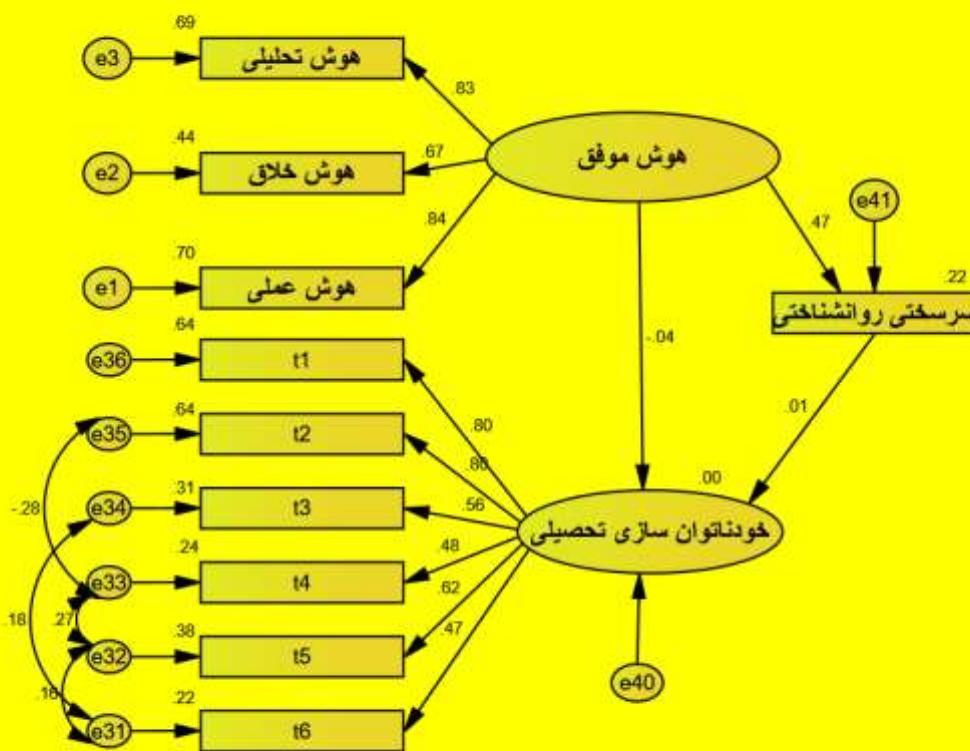 .69
e3
هوش تحلیلی
.83
.44
e2
هوش خلاق
.67
هوش موفق
.84
.70
e1
هوش عملی
.47
e41
.22
سرسختی روانشناختی
.64
e36
t1
-.04
.01
.80
.64
e35
t2
.80
.00
-.28
.31
e34
t3
.56
خودناتوان سازی تحصیلی
.24
e33
t4
.48
.62
.18
.27
.38
e32
t5
.47
.16
.22
e31
t6
e40